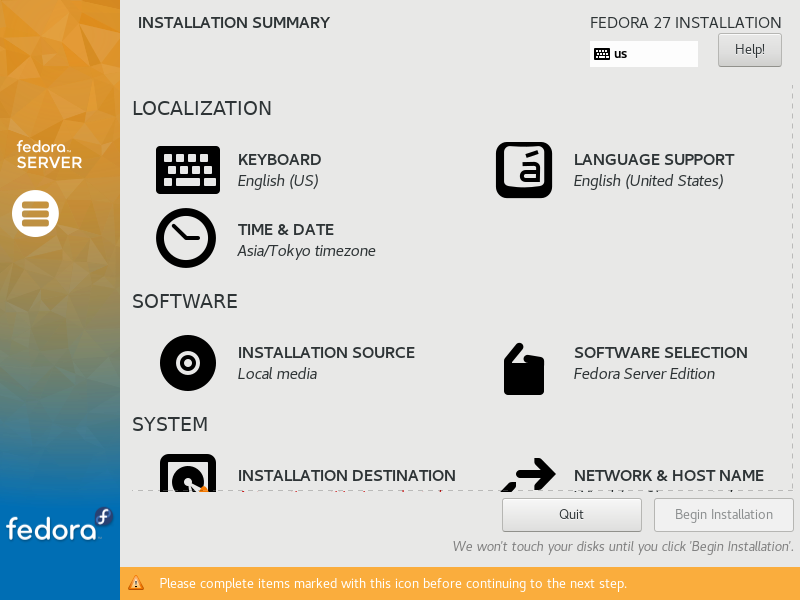 INSTALLATION SUMMARY
FEDORA 27 INSTALLATION
us
Help!
fedora™
SERVER
LOCALIZATION
KEYBOARD
English (US)
LANGUAGE SUPPORT
English (United States)
TIME & DATE
Asia/Tokyo timezone
SOFTWARE
INSTALLATION SOURCE
Local media
SOFTWARE SELECTION
Fedora Server Edition
SYSTEM
INSTALLATION DESTINATION
NETWORK & HOST NAME
fedora
Quit
Begin Installation
We won't touch your disks until you click 'Begin Installation'.
Please complete items marked with this icon before continuing to the next step.